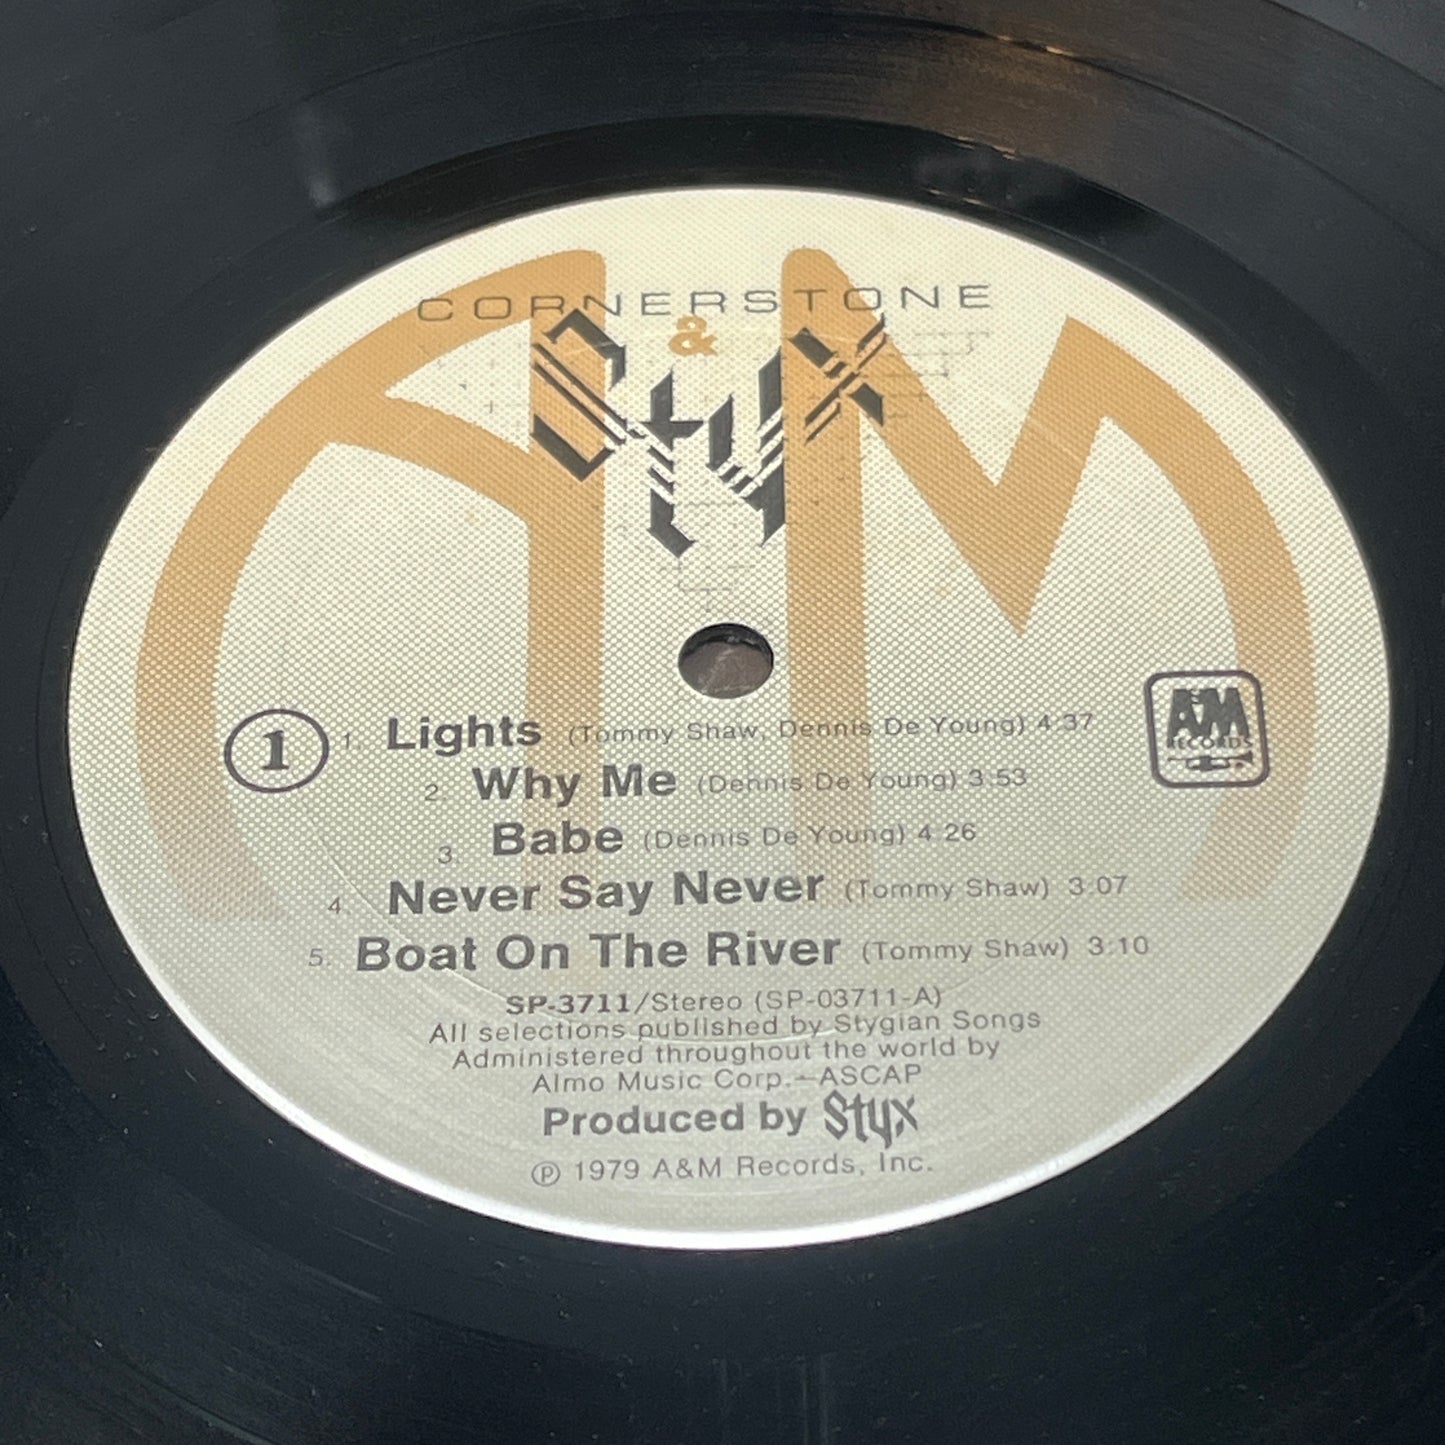 CORNERSTONE
&
Styx
1
1. Lights (Tommy Shaw, Dennis De Young) 4:37
2. Why Me (Dennis De Young) 3:53
3. Babe (Dennis De Young) 4:26
4. Never Say Never (Tommy Shaw) 3:07
5. Boat On The River (Tommy Shaw) 3:10
A&M
RECORDS
SP-3711/Stereo (SP-03711-A)
All selections published by Stygian Songs
Administered throughout the world by
Almo Music Corp.—ASCAP
Produced by Styx
℗ 1979 A&M Records, Inc.